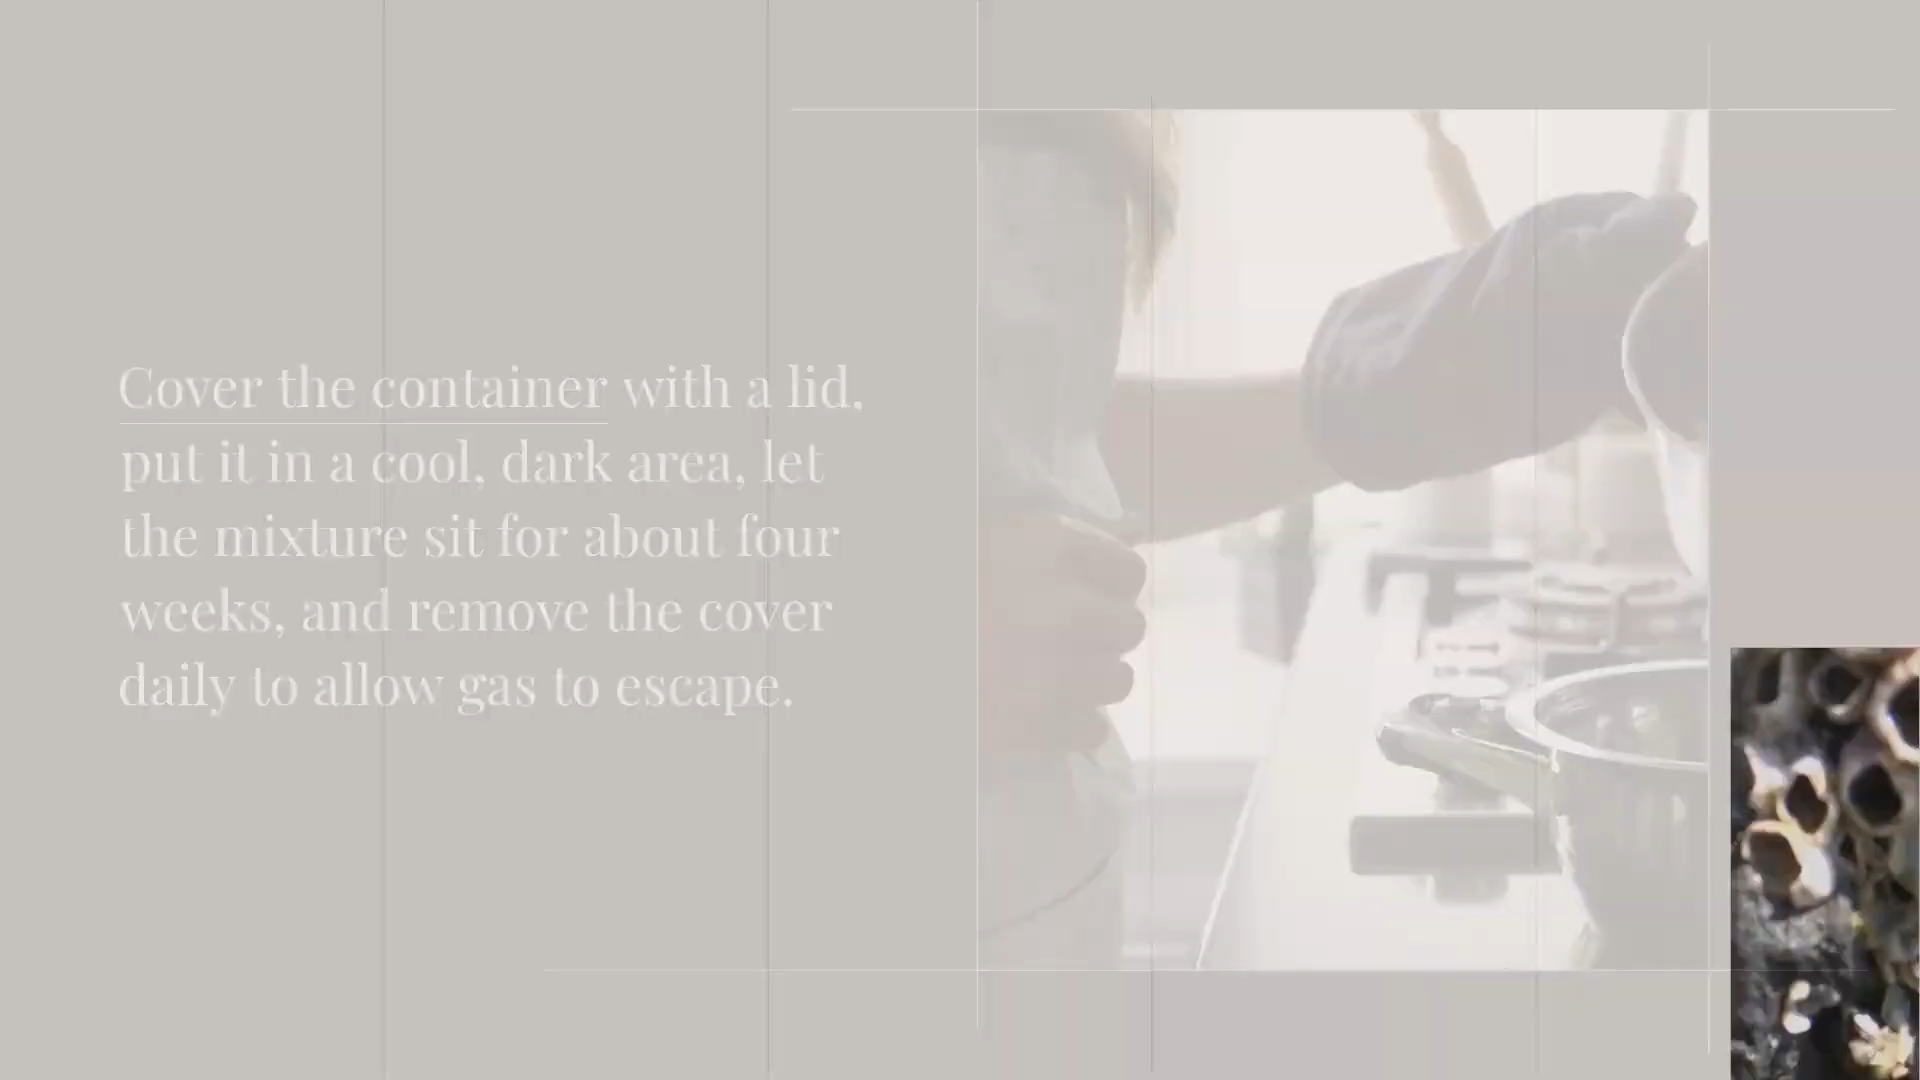 Cover the container with a lid,
put it in a cool, dark area, let
the mixture sit for about four
weeks, and remove the cover
daily to allow gas to escape.